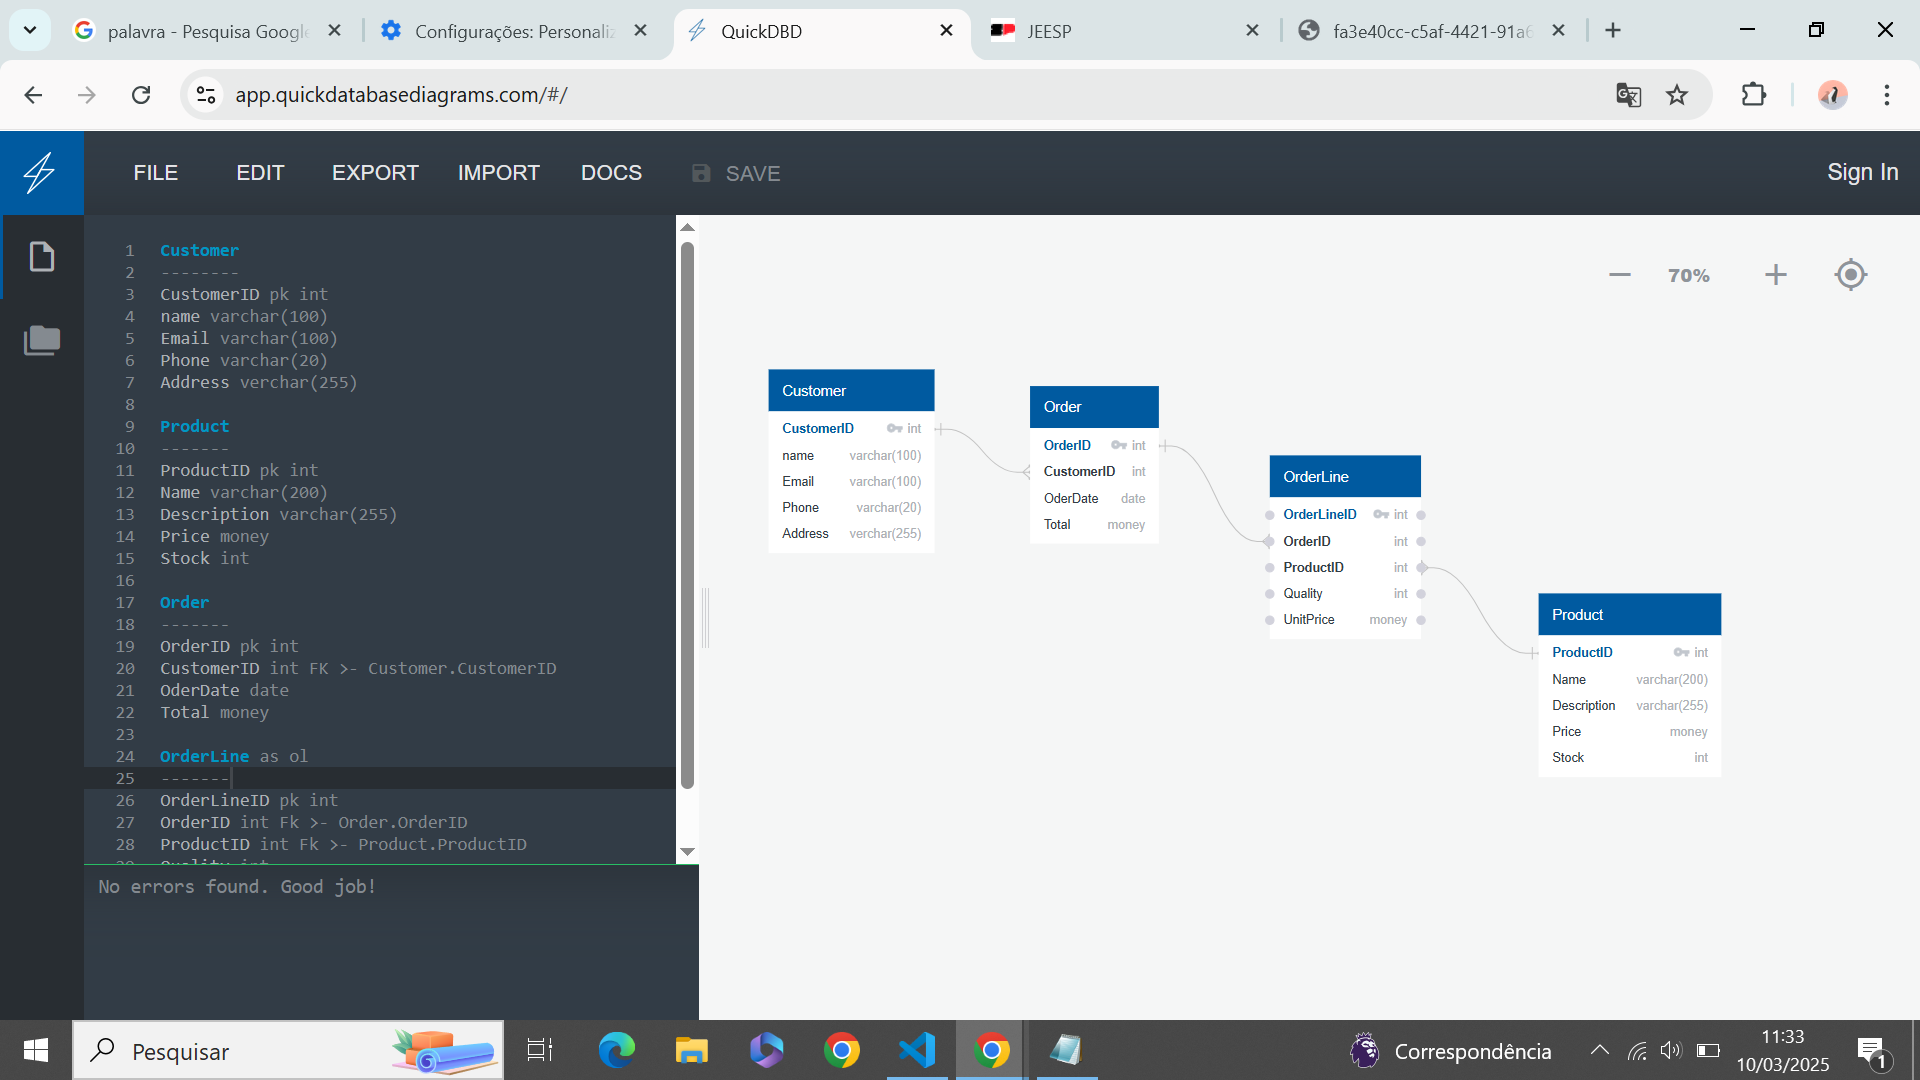 palavra - Pesquisa Google
Configurações: Personaliz
QuickDBD
JEESP
fa3e40cc-c5af-4421-91a6
app.quickdatabasediagrams.com/#/
FILE
EDIT
EXPORT
IMPORT
DOCS
SAVE
Sign In
1 Customer
2 --------
3 CustomerID pk int
4 name varchar(100)
5 Email varchar(100)
6 Phone varchar(20)
7 Address verchar(255)
8
9 Product
10 -------
11 ProductID pk int
12 Name varchar(200)
13 Description varchar(255)
14 Price money
15 Stock int
16
17 Order
18 -------
19 OrderID pk int
20 CustomerID int FK >- Customer.CustomerID
21 OderDate date
22 Total money
23
24 OrderLine as ol
25 -------
26 OrderLineID pk int
27 OrderID int Fk >- Order.OrderID
28 ProductID int Fk >- Product.ProductID
29 Quality int
No errors found. Good job!
70%
Customer
CustomerID int
name varchar(100)
Email varchar(100)
Phone varchar(20)
Address verchar(255)
Order
OrderID int
CustomerID int
OderDate date
Total money
OrderLine
OrderLineID int
OrderID int
ProductID int
Quality int
UnitPrice money
Product
ProductID int
Name varchar(200)
Description varchar(255)
Price money
Stock int
Pesquisar
Correspondência
11:33
10/03/2025
1